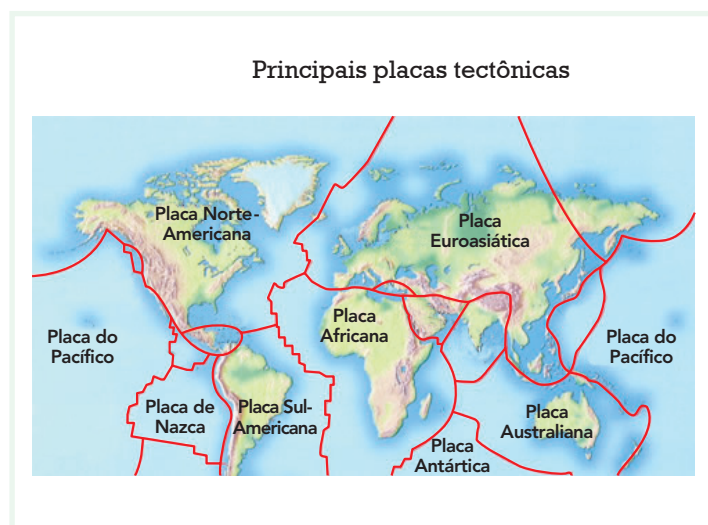 Principais placas tectônicas
Placa Norte-
Americana
Placa
Euroasiática
Placa do
Pacífico
Placa
Africana
Placa do
Pacífico
Placa de
Nazca
Placa Sul-
Americana
Placa
Australiana
Placa
Antártica